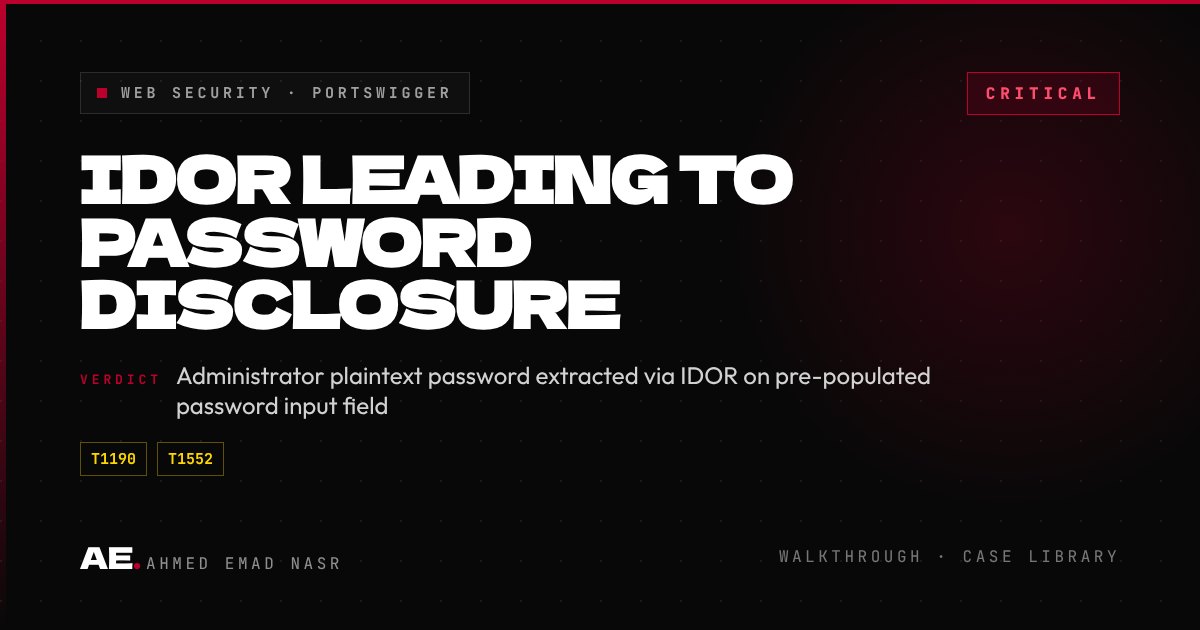 WEB SECURITY · PORTSWIGGER
CRITICAL
IDOR LEADING TO
PASSWORD
DISCLOSURE
VERDICT Administrator plaintext password extracted via IDOR on pre-populated
password input field
T1190 T1552
AE. AHMED EMAD NASR
WALKTHROUGH · CASE LIBRARY